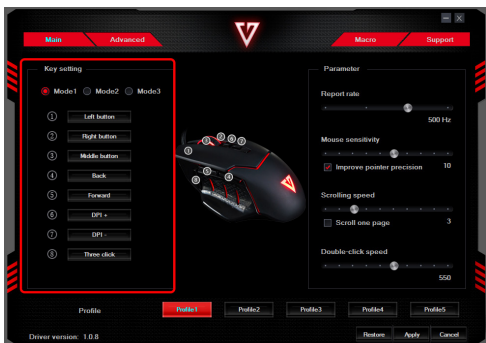 Main
Advanced
Macro
Support
Key setting
Mode1 Mode2 Mode3
1 Left button
2 Right button
3 Middle button
4 Back
5 Forward
6 DPI +
7 DPI -
8 Three click
Parameter
Report rate
500 Hz
Mouse sensitivity
Improve pointer precision 10
Scrolling speed
Scroll one page 3
Double-click speed
550
Profile Profile1 Profile2 Profile3 Profile4 Profile5
Driver version: 1.0.8
Restore Apply Cancel